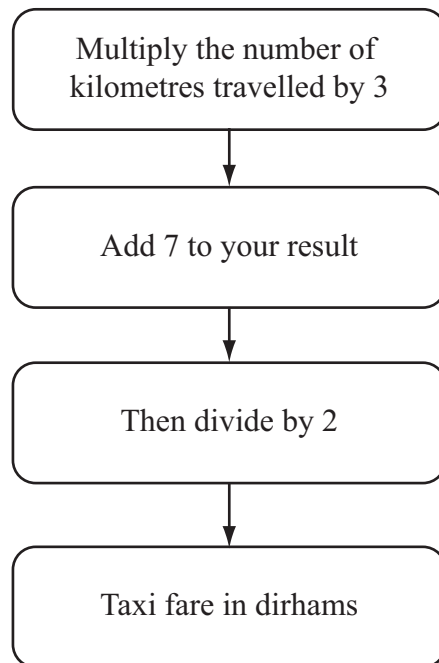 Multiply the number of
kilometres travelled by 3
Add 7 to your result
Then divide by 2
Taxi fare in dirhams